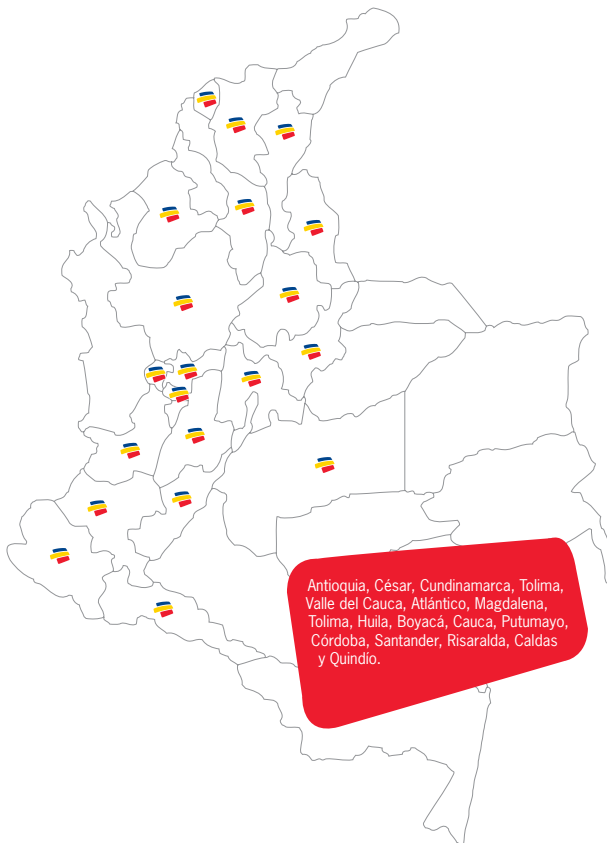 Antioquia, César, Cundinamarca, Tolima,
Valle del Cauca, Atlántico, Magdalena,
Tolima, Huila, Boyacá, Cauca, Putumayo,
Córdoba, Santander, Risaralda, Caldas
y Quindío.